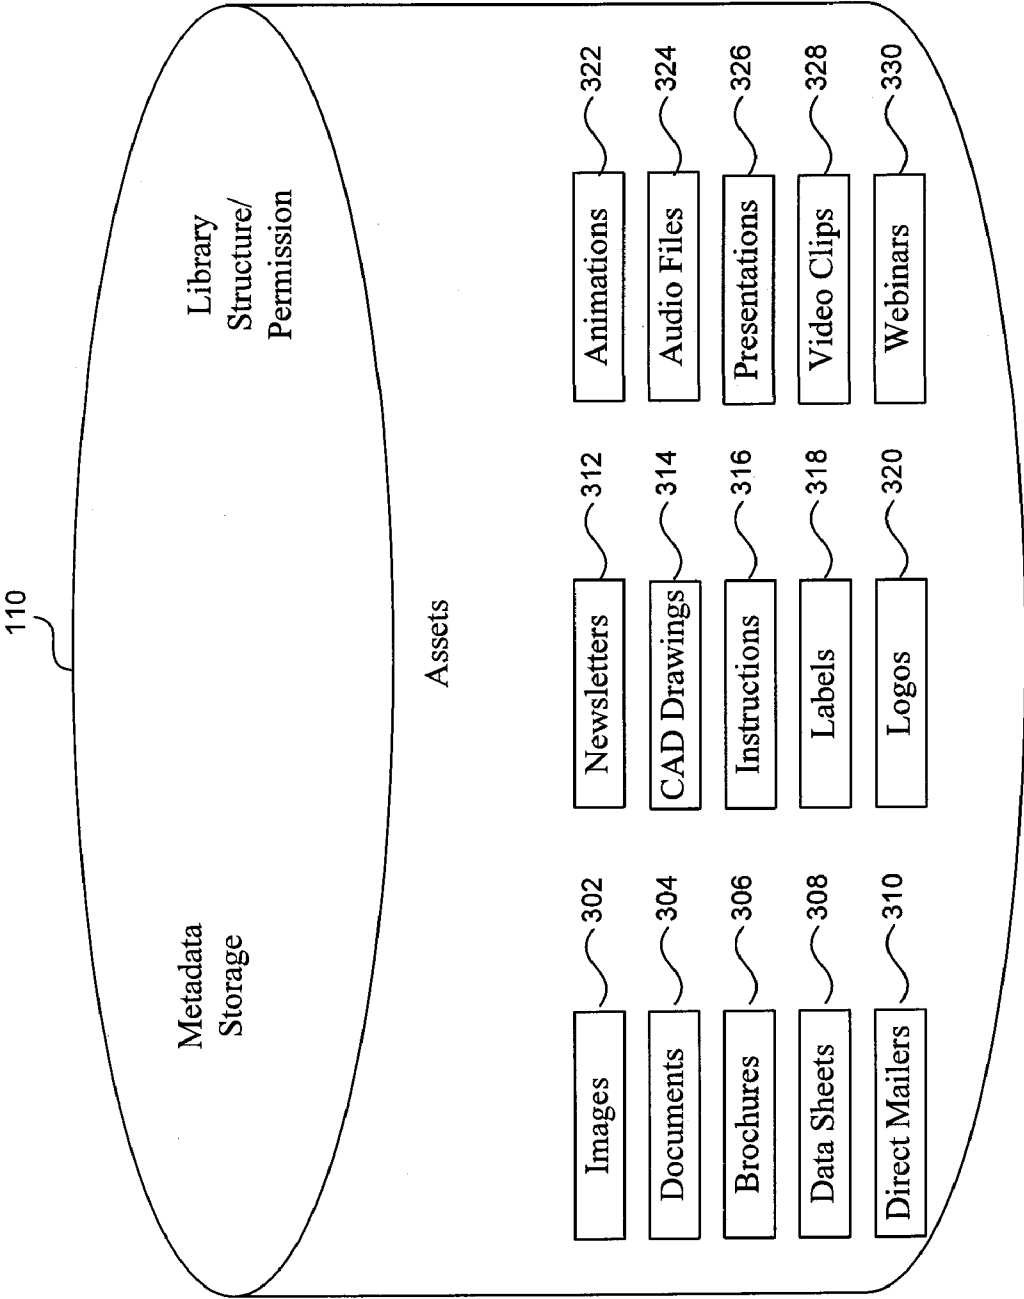 110
Metadata
Storage
Library
Structure/
Permission
Assets
Images
302
Documents
304
Brochures
306
Data Sheets
308
Direct Mailers
310
Newsletters
312
CAD Drawings
314
Instructions
316
Labels
318
Logos
320
Animations
322
Audio Files
324
Presentations
326
Video Clips
328
Webinars
330